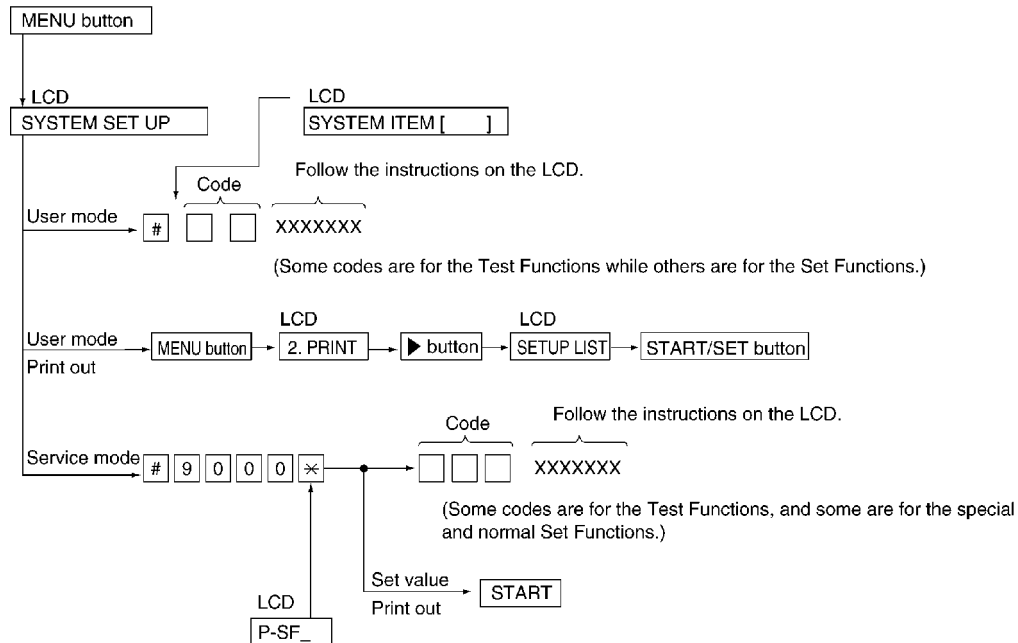 MENU button
LCD
SYSTEM SET UP
LCD
SYSTEM ITEM [ ]
Follow the instructions on the LCD.
Code
User mode
# XXXXXXX
(Some codes are for the Test Functions while others are for the Set Functions.)
LCD
LCD
User mode
Print out
MENU button
2. PRINT
▶ button
SETUP LIST
START/SET button
Code
Follow the instructions on the LCD.
Service mode
# 9 0 0 0 ✳
XXXXXXX
(Some codes are for the Test Functions, and some are for the special
and normal Set Functions.)
Set value
Print out
START
LCD
P-SF_